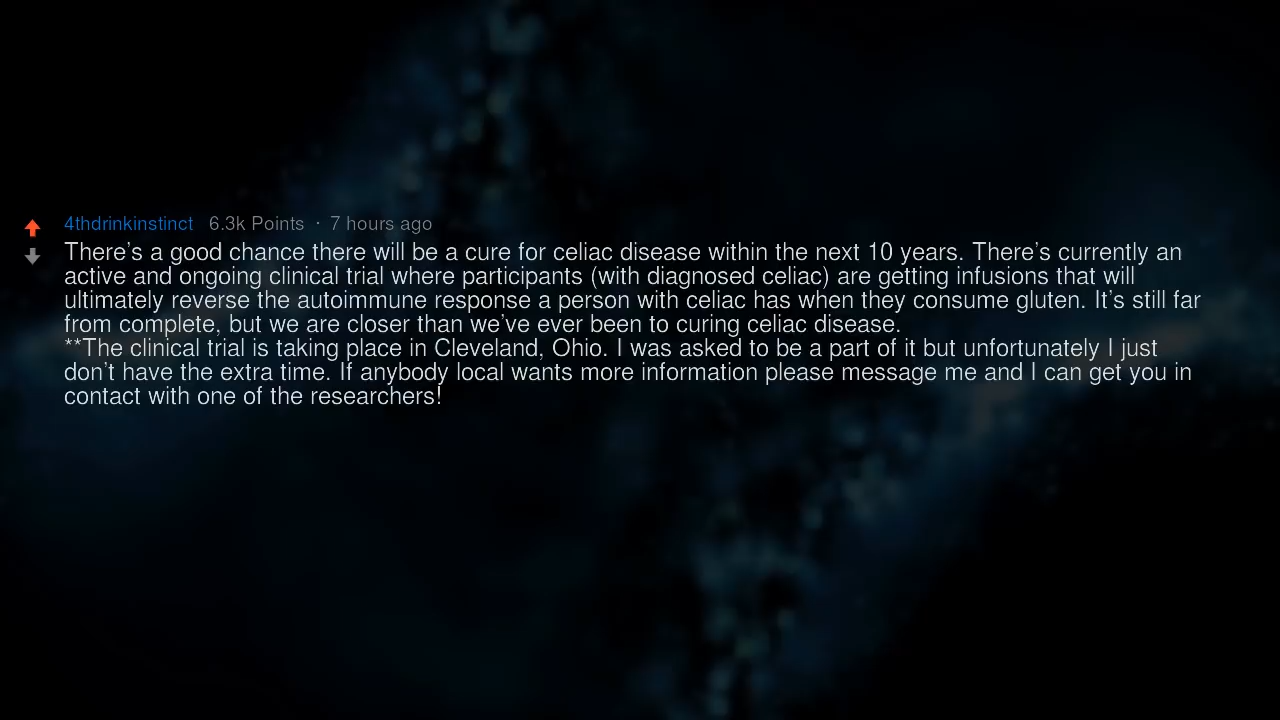 4thdrinkinstinct 6.3k Points · 7 hours ago
There's a good chance there will be a cure for celiac disease within the next 10 years. There's currently an
active and ongoing clinical trial where participants (with diagnosed celiac) are getting infusions that will
ultimately reverse the autoimmune response a person with celiac has when they consume gluten. It's still far
from complete, but we are closer than we've ever been to curing celiac disease.
**The clinical trial is taking place in Cleveland, Ohio. I was asked to be a part of it but unfortunately I just
don't have the extra time. If anybody local wants more information please message me and I can get you in
contact with one of the researchers!